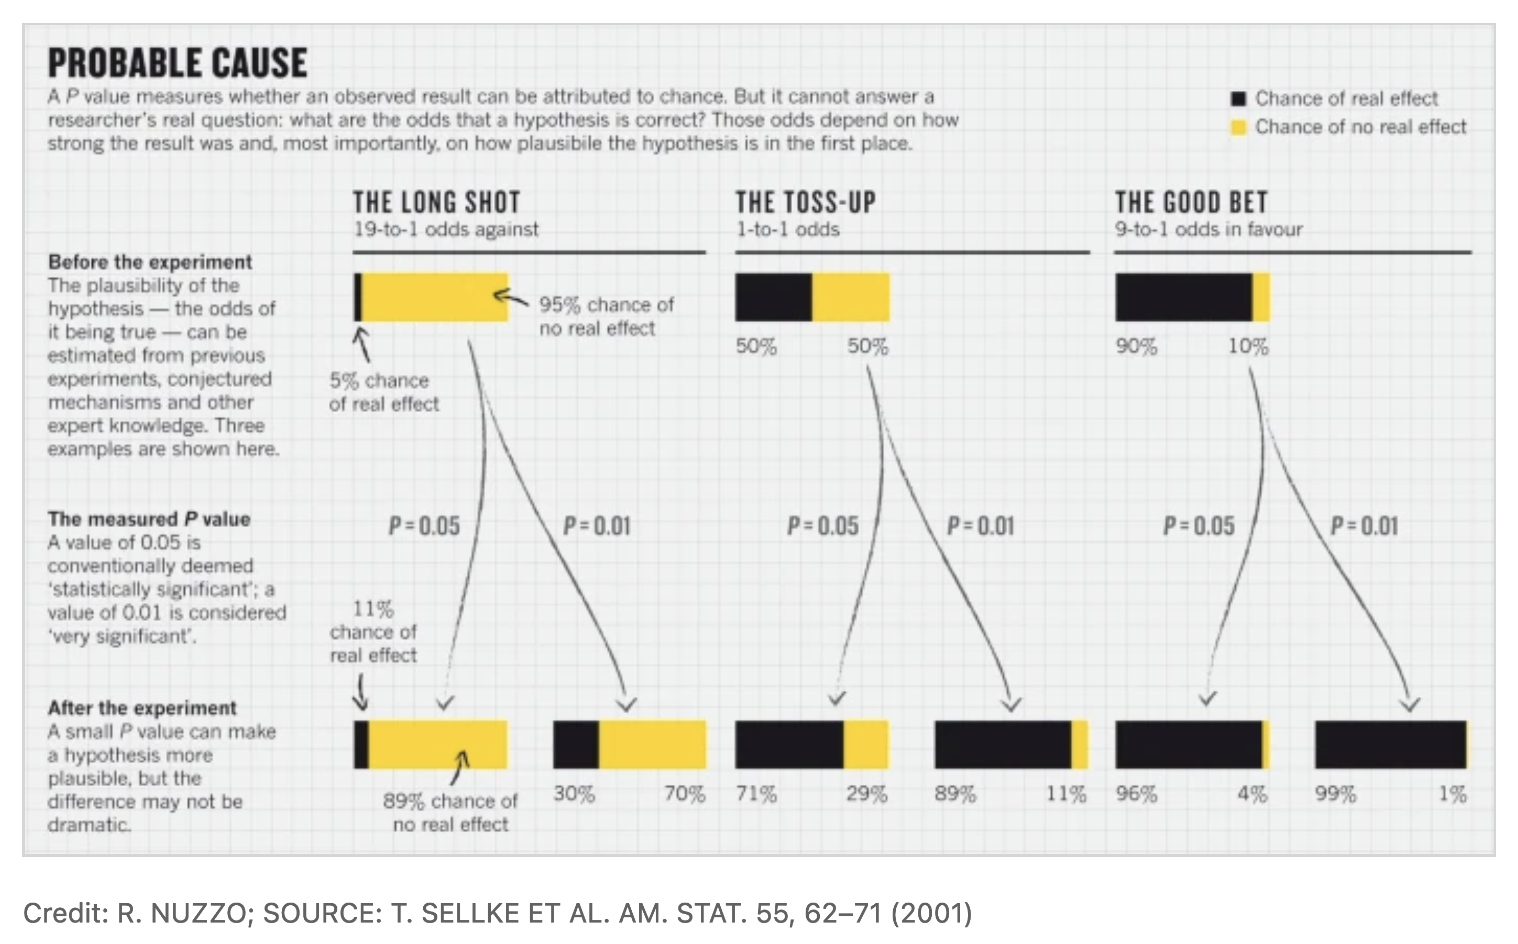 PROBABLE CAUSE
A P value measures whether an observed result can be attributed to chance. But it cannot answer a
researcher's real question: what are the odds that a hypothesis is correct? Those odds depend on how
strong the result was and, most importantly, on how plausibile the hypothesis is in the first place.
Chance of real effect
Chance of no real effect
THE LONG SHOT
19-to-1 odds against
THE TOSS-UP
1-to-1 odds
THE GOOD BET
9-to-1 odds in favour
Before the experiment
The plausibility of the
hypothesis — the odds of
it being true — can be
estimated from previous
experiments, conjectured
mechanisms and other
expert knowledge. Three
examples are shown here.
95% chance of
no real effect
5% chance
of real effect
50% 50%
90% 10%
The measured P value
A value of 0.05 is
conventionally deemed
‘statistically significant’; a
value of 0.01 is considered
‘very significant’.
P = 0.05
P = 0.01
P = 0.05
P = 0.01
P = 0.05
P = 0.01
11%
chance of
real effect
After the experiment
A small P value can make
a hypothesis more
plausible, but the
difference may not be
dramatic.
89% chance of
no real effect
30% 70%
71% 29%
89% 11%
96% 4%
99% 1%
Credit: R. NUZZO; SOURCE: T. SELLKE ET AL. AM. STAT. 55, 62–71 (2001)